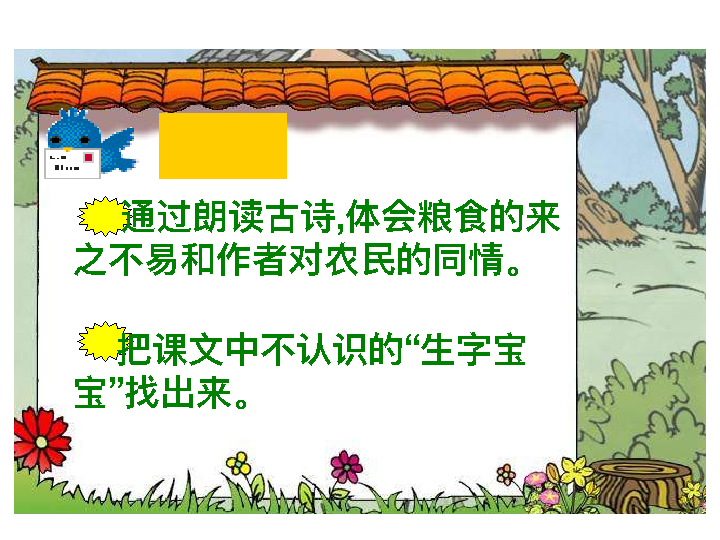 通过朗读古诗,体会粮食的来
之不易和作者对农民的同情。
把课文中不认识的“生字宝
宝”找出来。